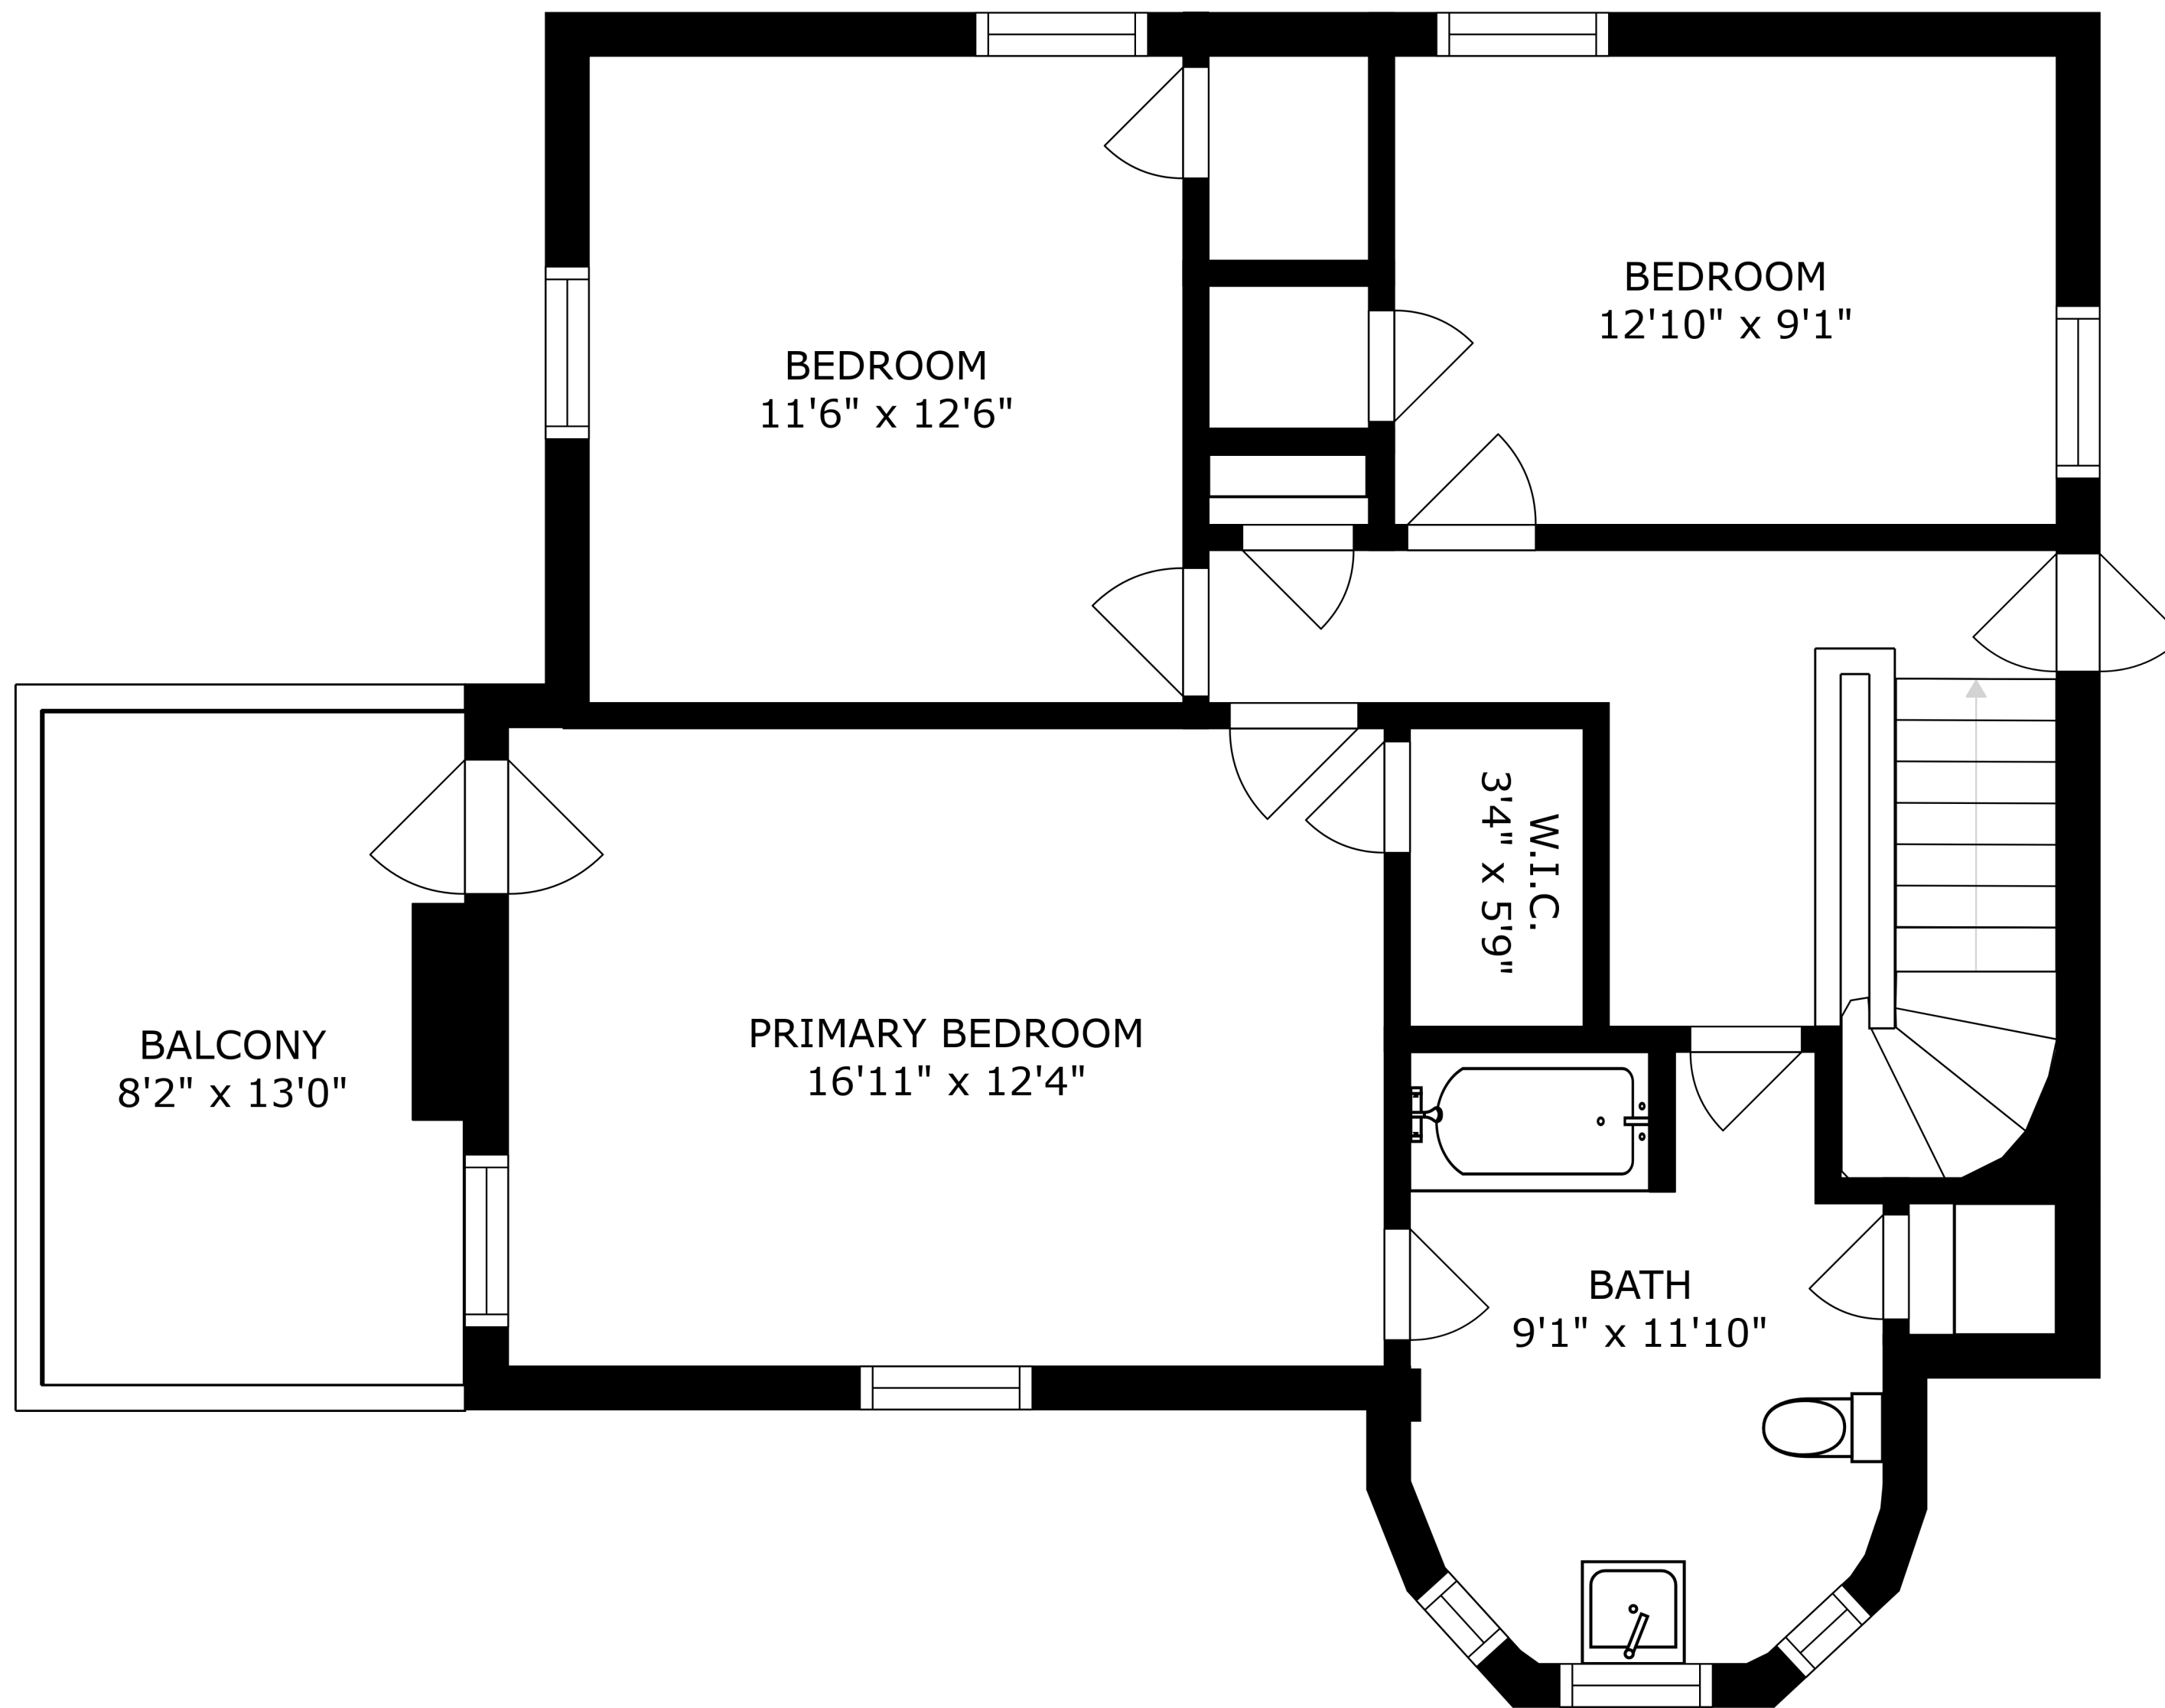 BEDROOM
12'10" x 9'1"
BEDROOM
11'6" x 12'6"
W.I.C.
3'4" x 5'9"
PRIMARY BEDROOM
16'11" x 12'4"
BALCONY
8'2" x 13'0"
BATH
9'1" x 11'10"